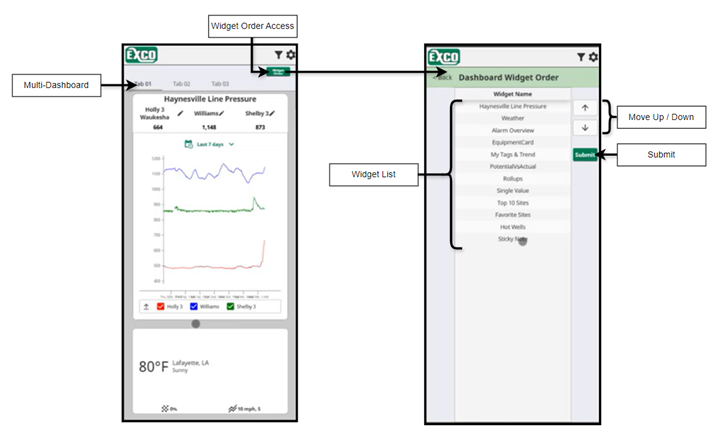 Widget Order Access
Multi-Dashboard
EXCO
Widget
Order
Tab 01
Tab 02
Tab 03
Haynesville Line Pressure
Holly 3
Waukesha
Williams
Shelby 3
664
1,148
873
Last 7 days
1200
1100
1000
900
800
700
600
500
400
Holly 3
Williams
Shelby 3
80°F
Lafayette, LA
Sunny
0%
10 mph, S
EXCO
Back
Dashboard Widget Order
Widget Name
Haynesville Line Pressure
Weather
Alarm Overview
EquipmentCard
My Tags & Trend
PotentialVsActual
Rollups
Single Value
Top 10 Sites
Favorite Sites
Hot Wells
Sticky Note
Submit
Widget List
Move Up / Down
Submit